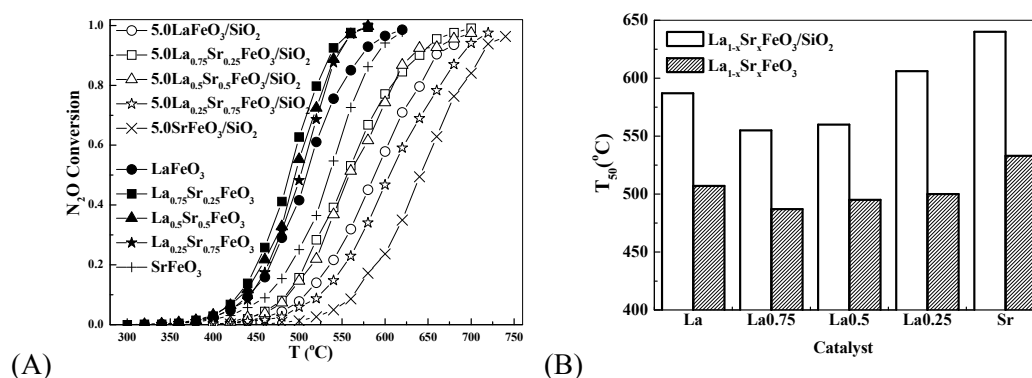 1.0
0.8
0.6
0.4
0.2
0.0
N₂O Conversion
5.0LaFeO₃/SiO₂
5.0La₀.₇₅Sr₀.₂₅FeO₃/SiO₂
5.0La₀.₅Sr₀.₅FeO₃/SiO₂
5.0La₀.₂₅Sr₀.₇₅FeO₃/SiO₂
5.0SrFeO₃/SiO₂
LaFeO₃
La₀.₇₅Sr₀.₂₅FeO₃
La₀.₅Sr₀.₅FeO₃
La₀.₂₅Sr₀.₇₅FeO₃
SrFeO₃
300 350 400 450 500 550 600 650 700 750
T (°C)
(A)
La₁₋ₓSrₓFeO₃/SiO₂
La₁₋ₓSrₓFeO₃
650
600
550
500
450
400
T₅₀(°C)
La La0.75 La0.5 La0.25 Sr
Catalyst
(B)